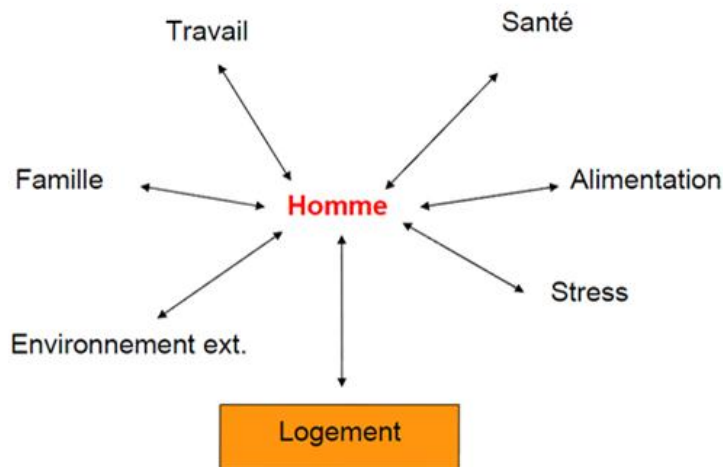 Travail
Santé
Famille
Homme
Alimentation
Stress
Environnement ext.
Logement